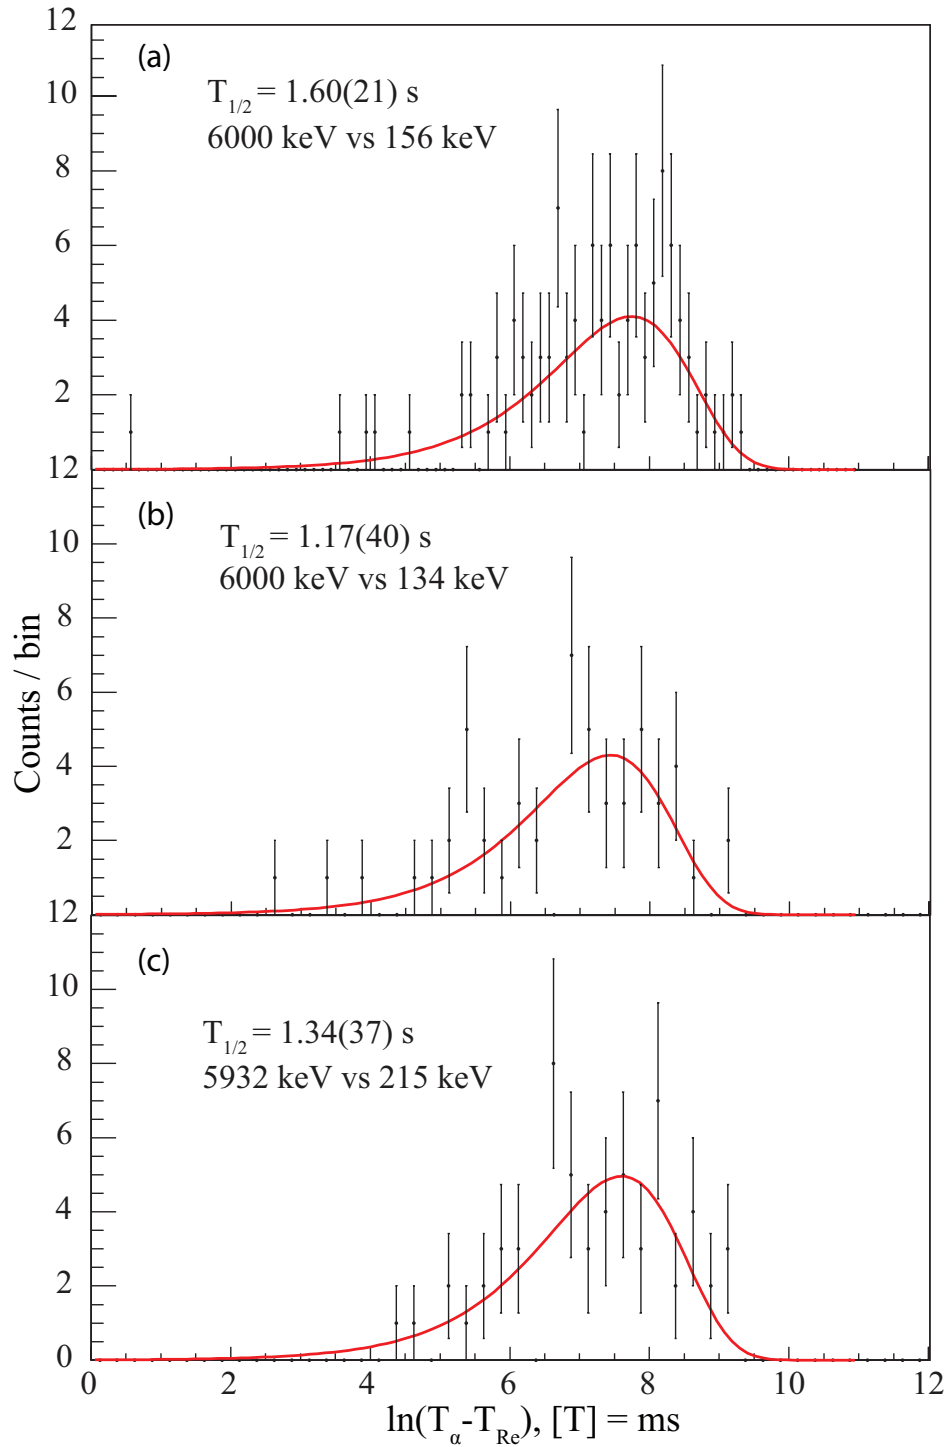 12
(a)
T1/2 = 1.60(21) s
10
6000 keV vs 156 keV
8
6
4
2
12
(b)
T1/2 = 1.17(40) s
10
6000 keV vs 134 keV
8
6
4
2
Counts / bin
12
(c)
10
T1/2 = 1.34(37) s
5932 keV vs 215 keV
8
6
4
2
0
0 2 4 6 8 10 12
ln(Tα-TRe), [T] = ms